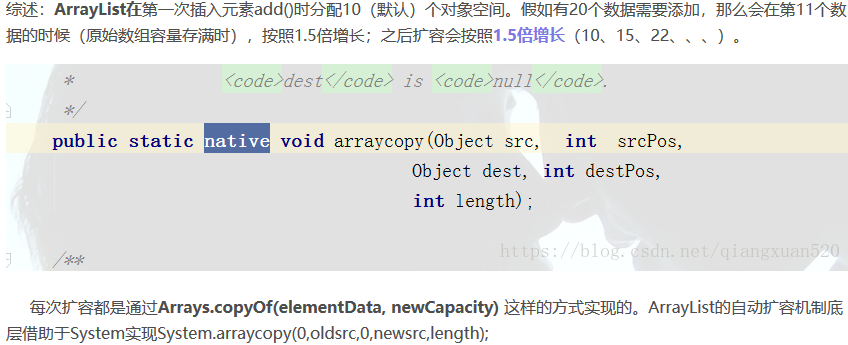 综述：ArrayList在第一次插入元素add()时分配10（默认）个对象空间。假如有20个数据需要添加，那么会在第11个数
据的时候（原始数组容量存满时），按照1.5倍增长；之后扩容会按照1.5倍增长（10、15、22、、、）。
* <code>dest</code> is <code>null</code>.
*/
public static native void arraycopy(Object src, int srcPos,
Object dest, int destPos,
int length);
https://blog.csdn.net/qiangxuan520
/**
每次扩容都是通过Arrays.copyOf(elementData, newCapacity) 这样的方式实现的。ArrayList的自动扩容机制底
层借助于System实现System.arraycopy(0,oldsrc,0,newsrc,length);